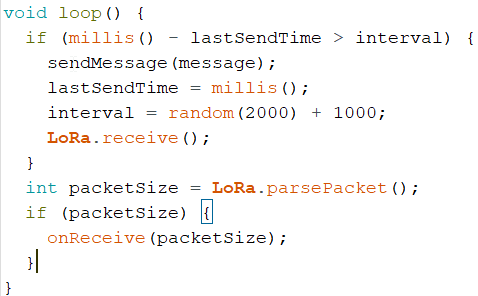 void loop() {
  if (millis() - lastSendTime > interval) {
    sendMessage(message);
    lastSendTime = millis();
    interval = random(2000) + 1000;
    LoRa.receive();
  }
  int packetSize = LoRa.parsePacket();
  if (packetSize) {
    onReceive(packetSize);
  }
}